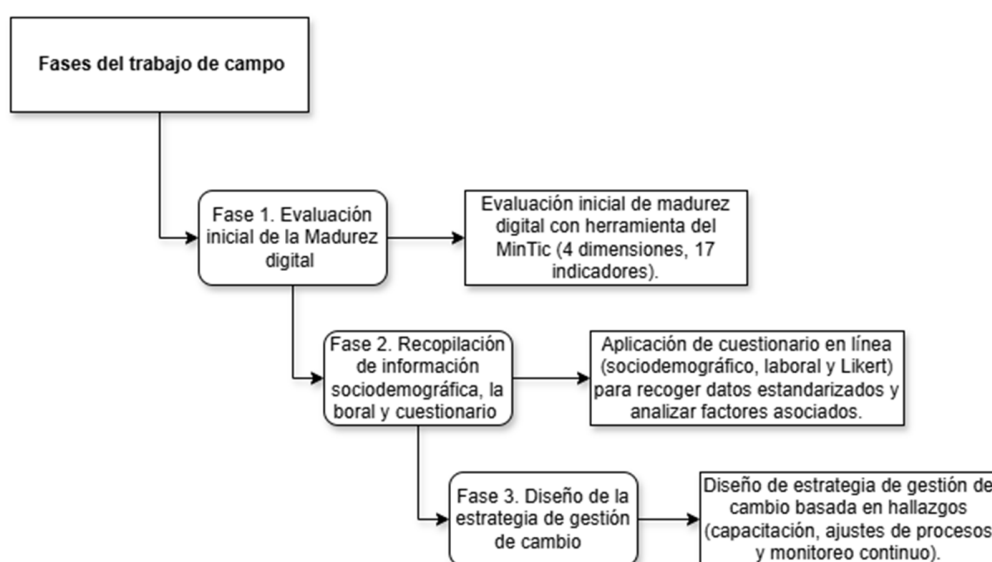 Fases del trabajo de campo
Fase 1. Evaluación
inicial de la Madurez
digital
Evaluación inicial de madurez
digital con herramienta del
MinTic (4 dimensiones, 17
indicadores).
Fase 2. Recopilación
de información
sociodemográfica, la
boral y cuestionario
Aplicación de cuestionario en línea
(sociodemográfico, laboral y Likert)
para recoger datos estandarizados y
analizar factores asociados.
Fase 3. Diseño de la
estrategia de gestión
de cambio
Diseño de estrategia de gestión de
cambio basada en hallazgos
(capacitación, ajustes de procesos
y monitoreo continuo).